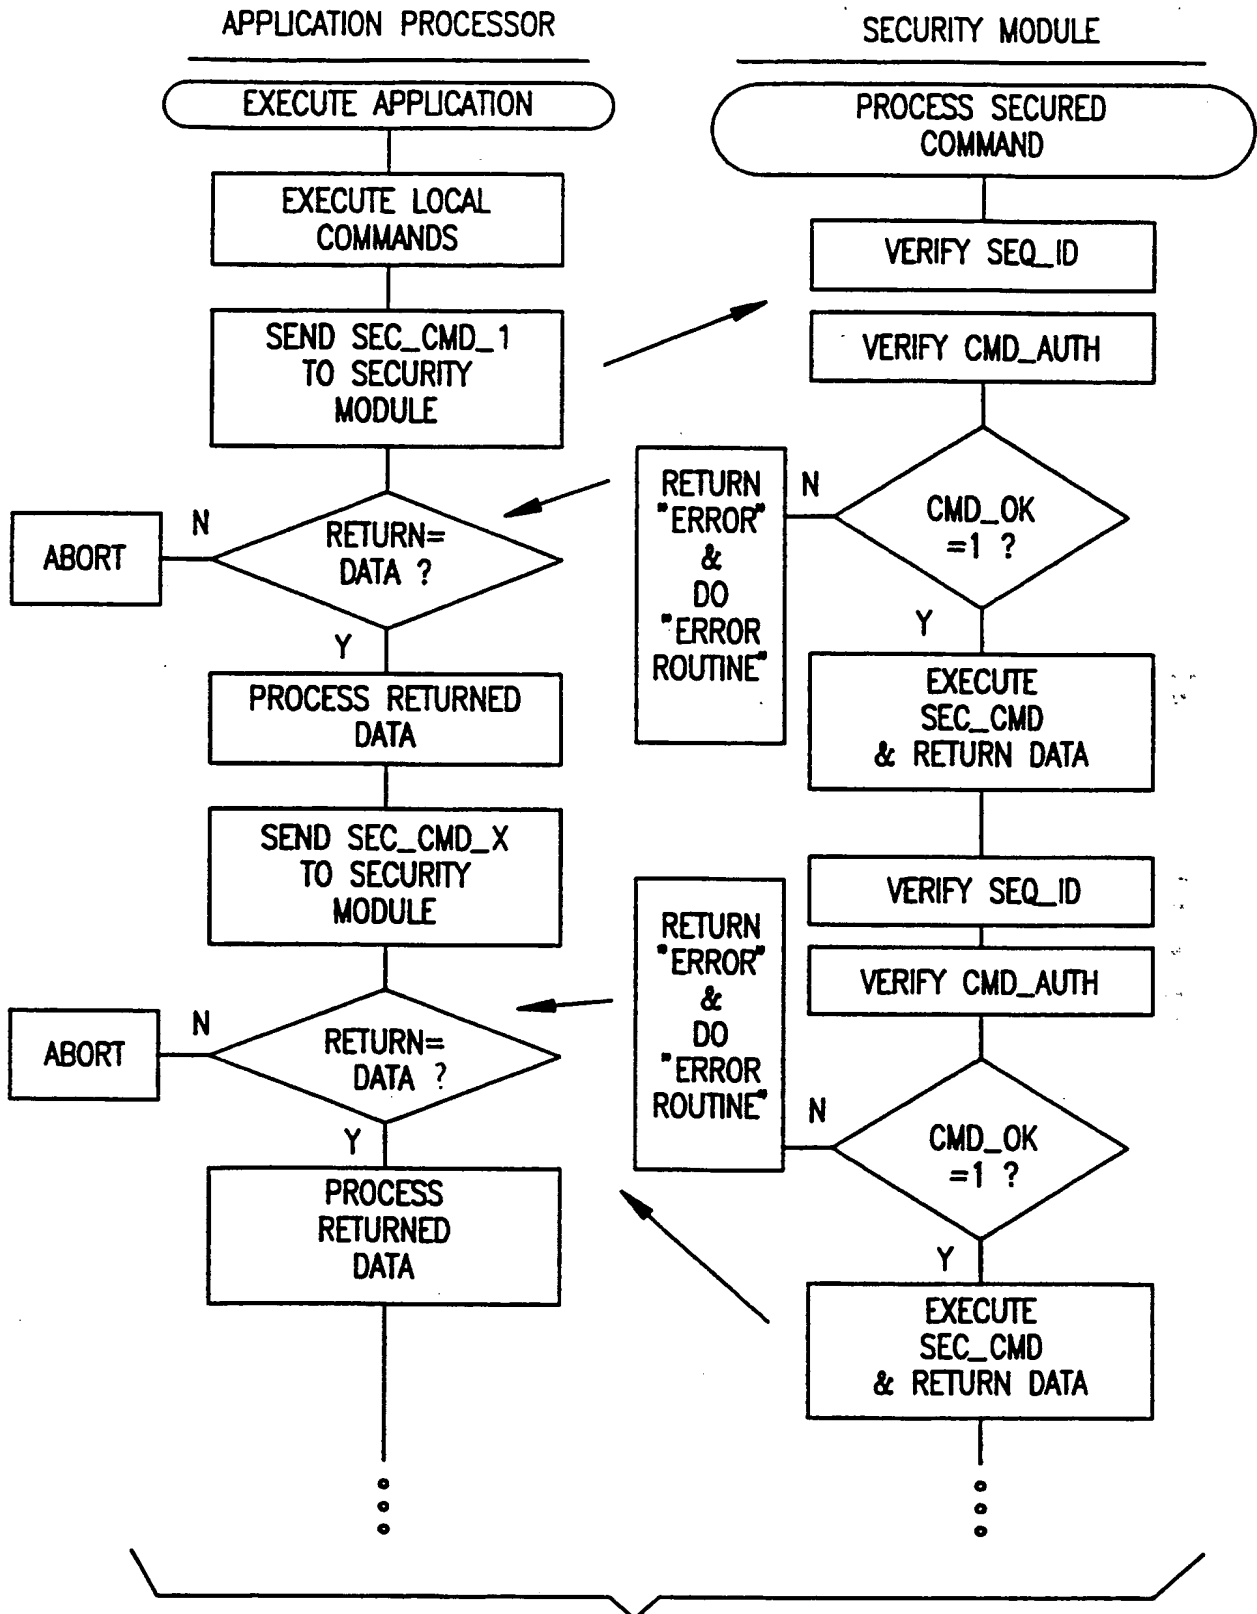 APPLICATION PROCESSOR
EXECUTE APPLICATION
EXECUTE LOCAL
COMMANDS
SEND SEC_CMD_1
TO SECURITY
MODULE
N
RETURN=
DATA ?
ABORT
Y
PROCESS RETURNED
DATA
SEND SEC_CMD_X
TO SECURITY
MODULE
N
RETURN=
DATA ?
ABORT
Y
PROCESS
RETURNED
DATA
SECURITY MODULE
PROCESS SECURED
COMMAND
VERIFY SEQ_ID
VERIFY CMD_AUTH
N
CMD_OK
=1 ?
RETURN
"ERROR"
&
DO
"ERROR
ROUTINE"
Y
EXECUTE
SEC_CMD
& RETURN DATA
VERIFY SEQ_ID
VERIFY CMD_AUTH
RETURN
"ERROR"
&
DO
"ERROR
ROUTINE"
N
CMD_OK
=1 ?
Y
EXECUTE
SEC_CMD
& RETURN DATA